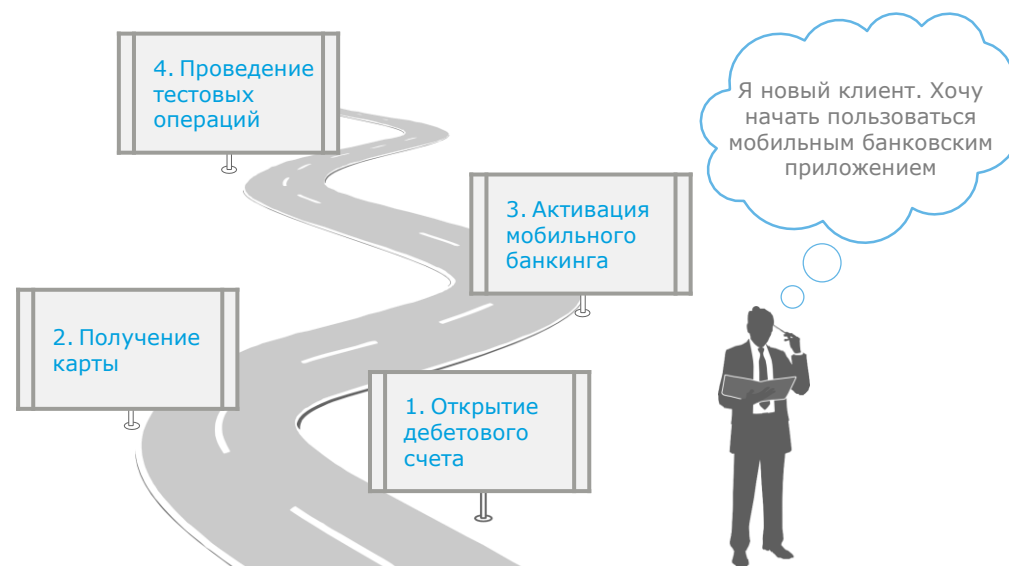 4. Проведение
тестовых
операций
Я новый клиент. Хочу
начать пользоваться
мобильным банковским
приложением
3. Активация
мобильного
банкинга
2. Получение
карты
1. Открытие
дебетового
счета